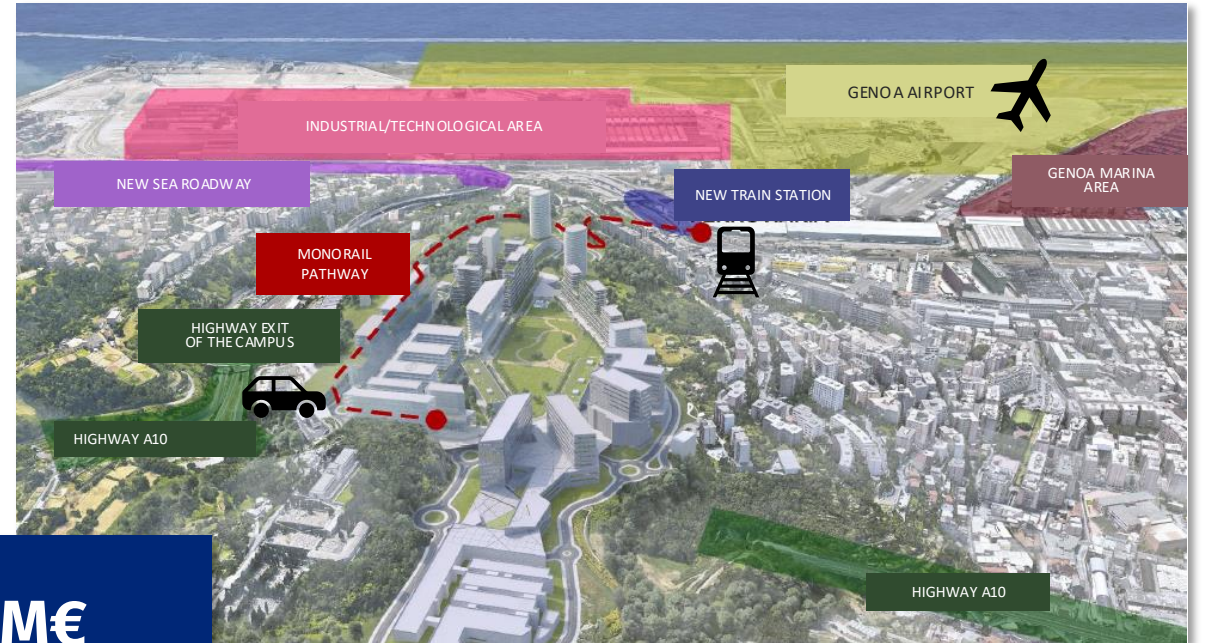 GENOA AIRPORT
INDUSTRIAL/TECHNOLOGICAL AREA
GENOA MARINA
AREA
NEW SEA ROADWAY
NEW TRAIN STATION
MONORAIL
PATHWAY
HIGHWAY EXIT
OF THE CAMPUS
HIGHWAY A10
HIGHWAY A10
M€